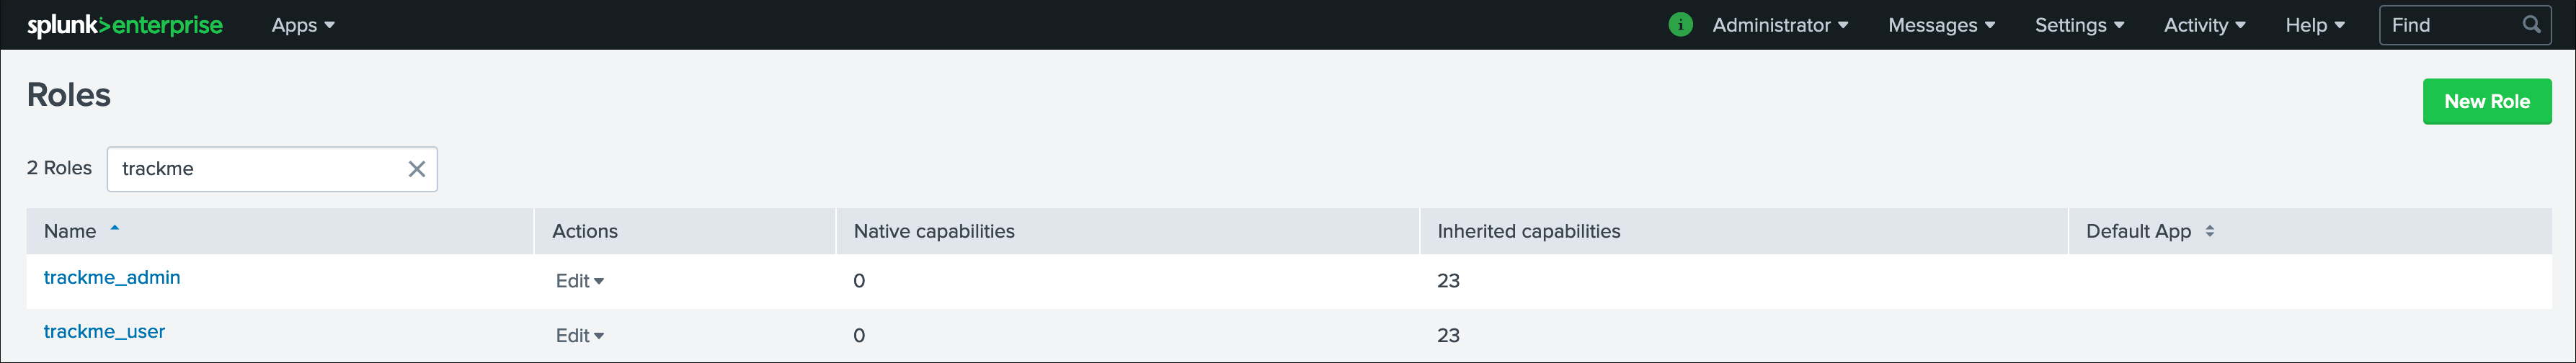 splunk>enterprise Apps Administrator Messages Settings Activity Help Find
Roles
New Role
2 Roles trackme
Name Actions Native capabilities Inherited capabilities Default App
trackme_admin Edit 0 23
trackme_user Edit 0 23